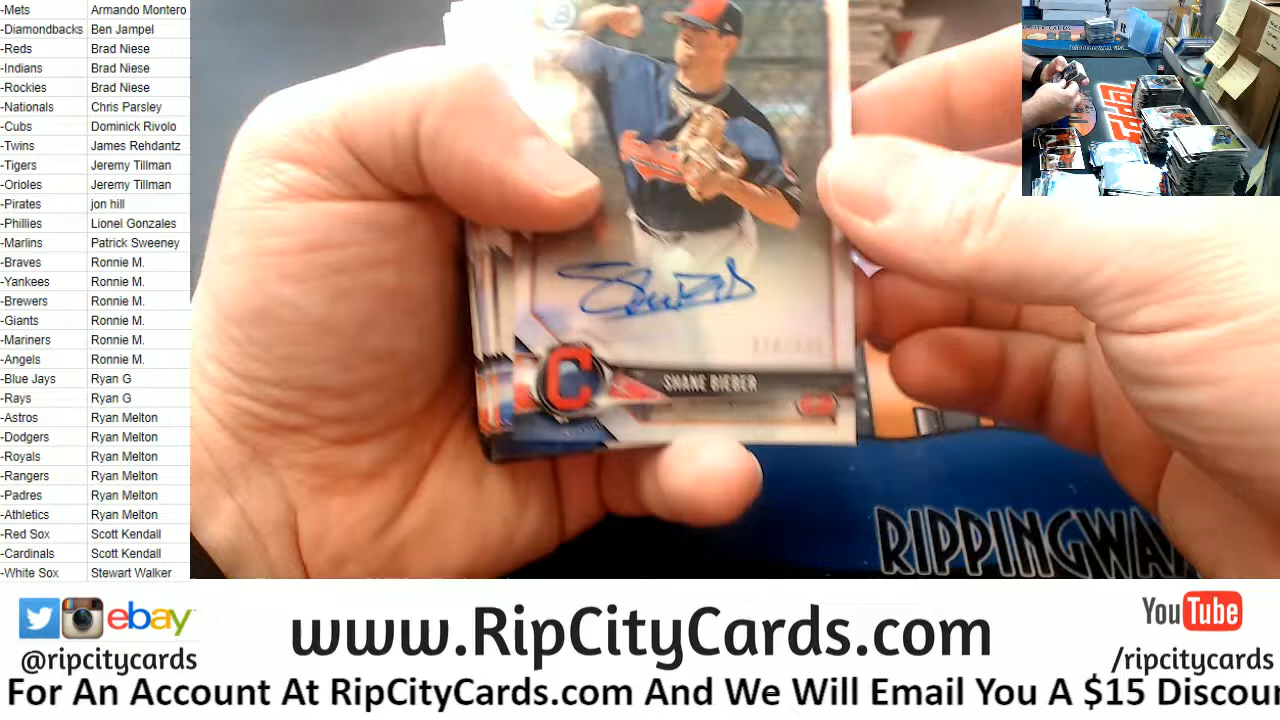 -Mets Armando Montero
-Diamondbacks Ben Jampel
-Reds Brad Niese
-Indians Brad Niese
-Rockies Brad Niese
-Nationals Chris Parsley
-Cubs Dominick Rivolo
-Twins James Rehdantz
-Tigers Jeremy Tillman
-Orioles Jeremy Tillman
-Pirates jon hill
-Phillies Lionel Gonzales
-Marlins Patrick Sweeney
-Braves Ronnie M.
-Yankees Ronnie M.
-Brewers Ronnie M.
-Giants Ronnie M.
-Mariners Ronnie M.
-Angels Ronnie M.
-Blue Jays Ryan G
-Rays Ryan G
-Astros Ryan Melton
-Dodgers Ryan Melton
-Royals Ryan Melton
-Rangers Ryan Melton
-Padres Ryan Melton
-Athletics Ryan Melton
-Red Sox Scott Kendall
-Cardinals Scott Kendall
-White Sox Stewart Walker
TOPPS
C
SHANE BIEBER
RIPPINGWAX
ebay
@ripcitycards
www.RipCityCards.com
YouTube
/ripcitycards
For An Account At RipCityCards.com And We Will Email You A $15 Discou